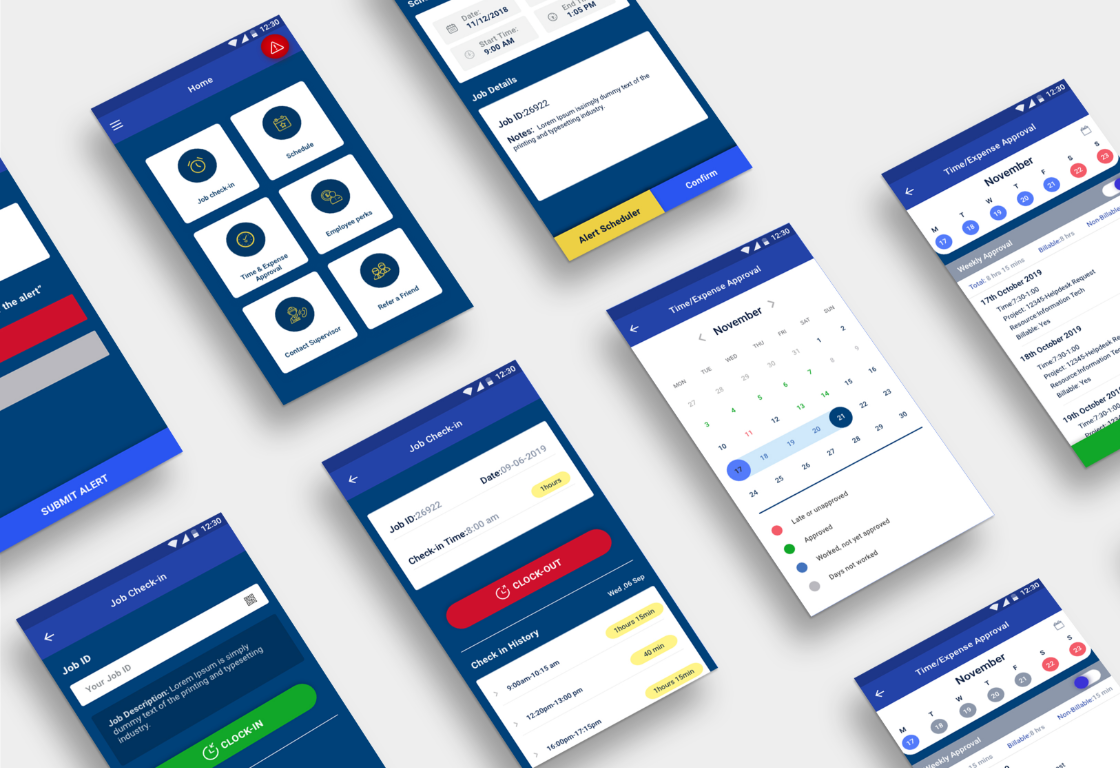 12:30
Home
Job check-in
Schedule
Time & Expense
Approval
Employee perks
Contact Supervisor
Refer a Friend
Date:
11/12/2018
Start Time:
9:00 AM
1:05 PM
Job Details
Job ID:26922
Notes: Lorem Ipsum issimply dummy text of the
printing and typesetting industry.
Alert Scheduler
Confirm
the alert"
SUBMIT ALERT
12:30
Job Check-in
Job ID
Your Job ID
Job Description: Lorem Ipsum is simply
dummy text of the printing and typesetting
industry.
CLOCK-IN
12:30
Job Check-in
Job ID:26922
Date:09-06-2019
Check-in Time:8:00 am
1hours
CLOCK-OUT
Check in History
Wed ,06 Sep
9:00am-10:15 am
1hours 15min
12:20pm-13:00 pm
40 min
16:00pm-17:15pm
1hours 15min
12:30
Time/Expense Approval
November
MON TUE WED THU FRI SAT SUN
27 28 29 30 31 1 2
3 4 5 6 7 8 9
10 11 12 13 14 15 16
17 18 19 20 21 22 23
24 25 26 27 28 29 30
Late or unapproved
Approved
Worked, not yet approved
Days not worked
12:30
Time/Expense Approval
November
M T W T F S S
17 18 19 20 21 22 23
Weekly Approval
Total: 8 hrs 15 mins
Billable:8 hrs
Non-Billable
17th October 2019
Time:7:30-1:00
Project: 12345-Helpdesk Request
Resource:Information Tech
Billable: Yes
18th October 2019
Time:7:30-1:00
Project: 12345-Helpdesk
Resource:Information
Billable: Yes
19th October
Time:7:30-1:00
12:30
Time/Expense Approval
November
M T W T F S S
17 18 19 20 21 22 23
Weekly Approval
15 mins
Billable:8 hrs
Non-Billable:15 min